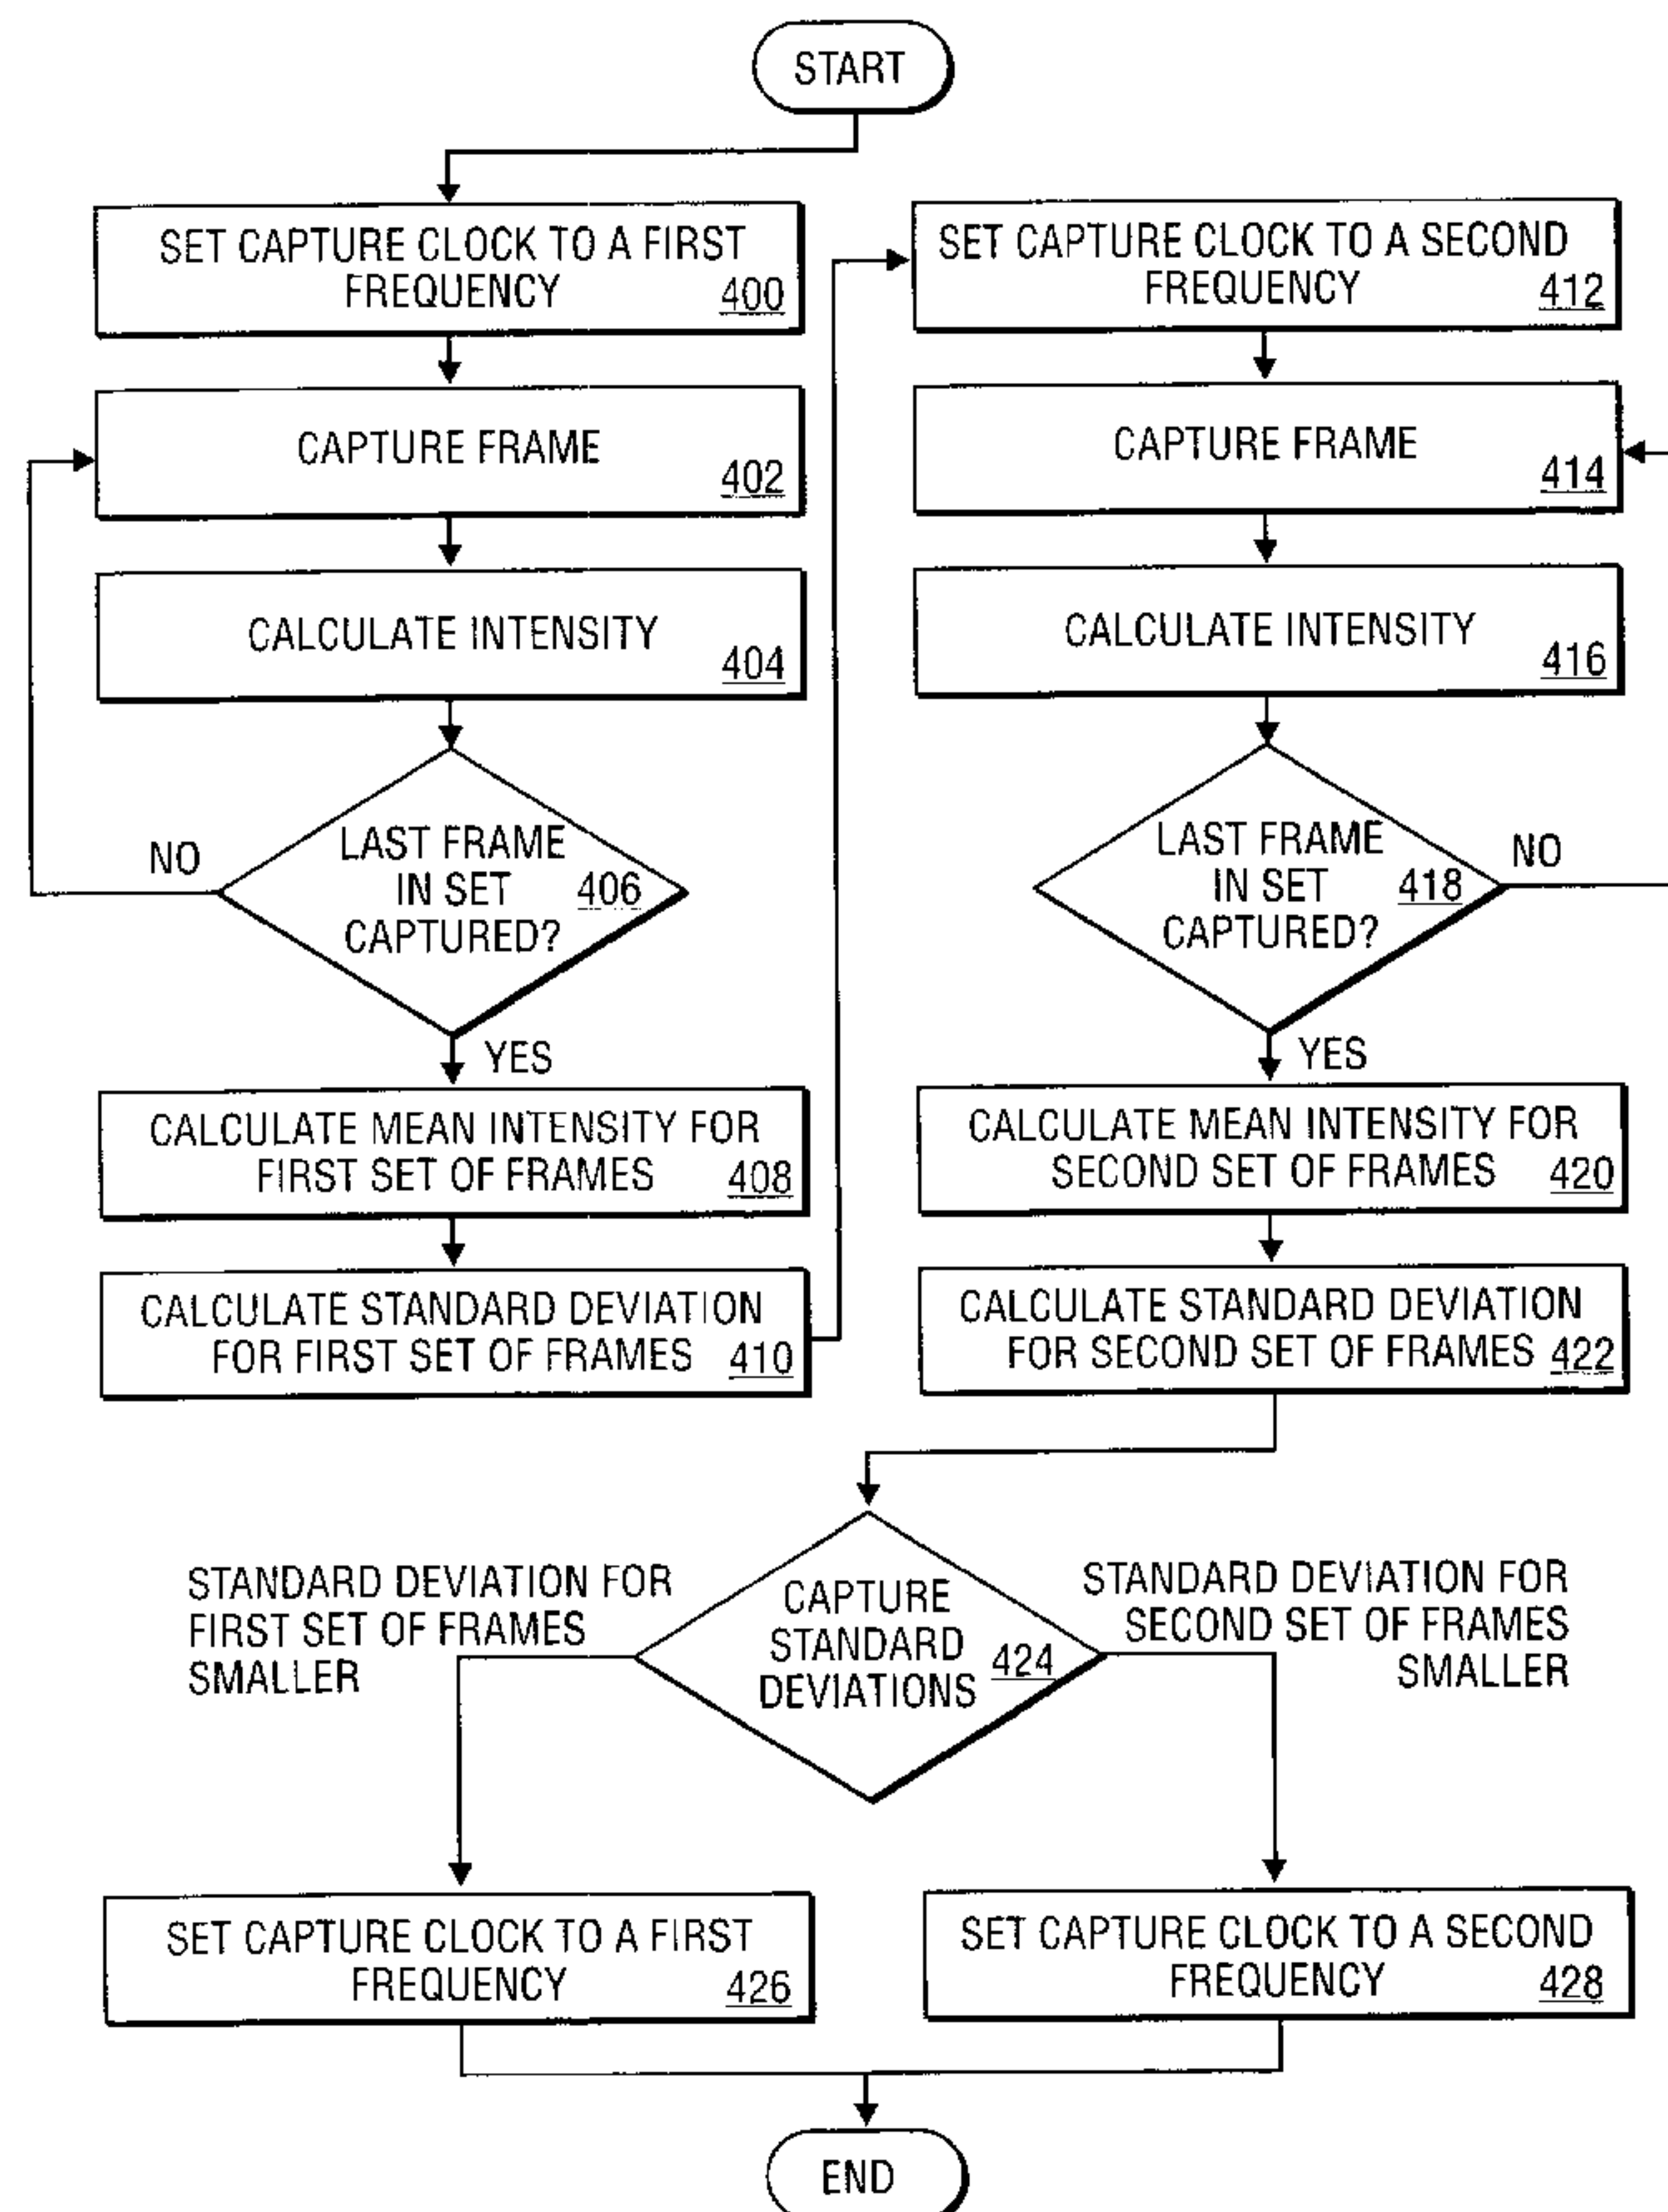 START
SET CAPTURE CLOCK TO A FIRST
FREQUENCY
400
CAPTURE FRAME
402
CALCULATE INTENSITY
404
LAST FRAME
IN SET
CAPTURED?
406
NO
YES
CALCULATE MEAN INTENSITY FOR
FIRST SET OF FRAMES
408
CALCULATE STANDARD DEVIATION
FOR FIRST SET OF FRAMES
410
SET CAPTURE CLOCK TO A SECOND
FREQUENCY
412
CAPTURE FRAME
414
CALCULATE INTENSITY
416
LAST FRAME
IN SET
CAPTURED?
418
NO
YES
CALCULATE MEAN INTENSITY FOR
SECOND SET OF FRAMES
420
CALCULATE STANDARD DEVIATION
FOR SECOND SET OF FRAMES
422
CAPTURE
STANDARD
DEVIATIONS
424
STANDARD DEVIATION FOR
FIRST SET OF FRAMES
SMALLER
STANDARD DEVIATION FOR
SECOND SET OF FRAMES
SMALLER
SET CAPTURE CLOCK TO A FIRST
FREQUENCY
426
SET CAPTURE CLOCK TO A SECOND
FREQUENCY
428
END